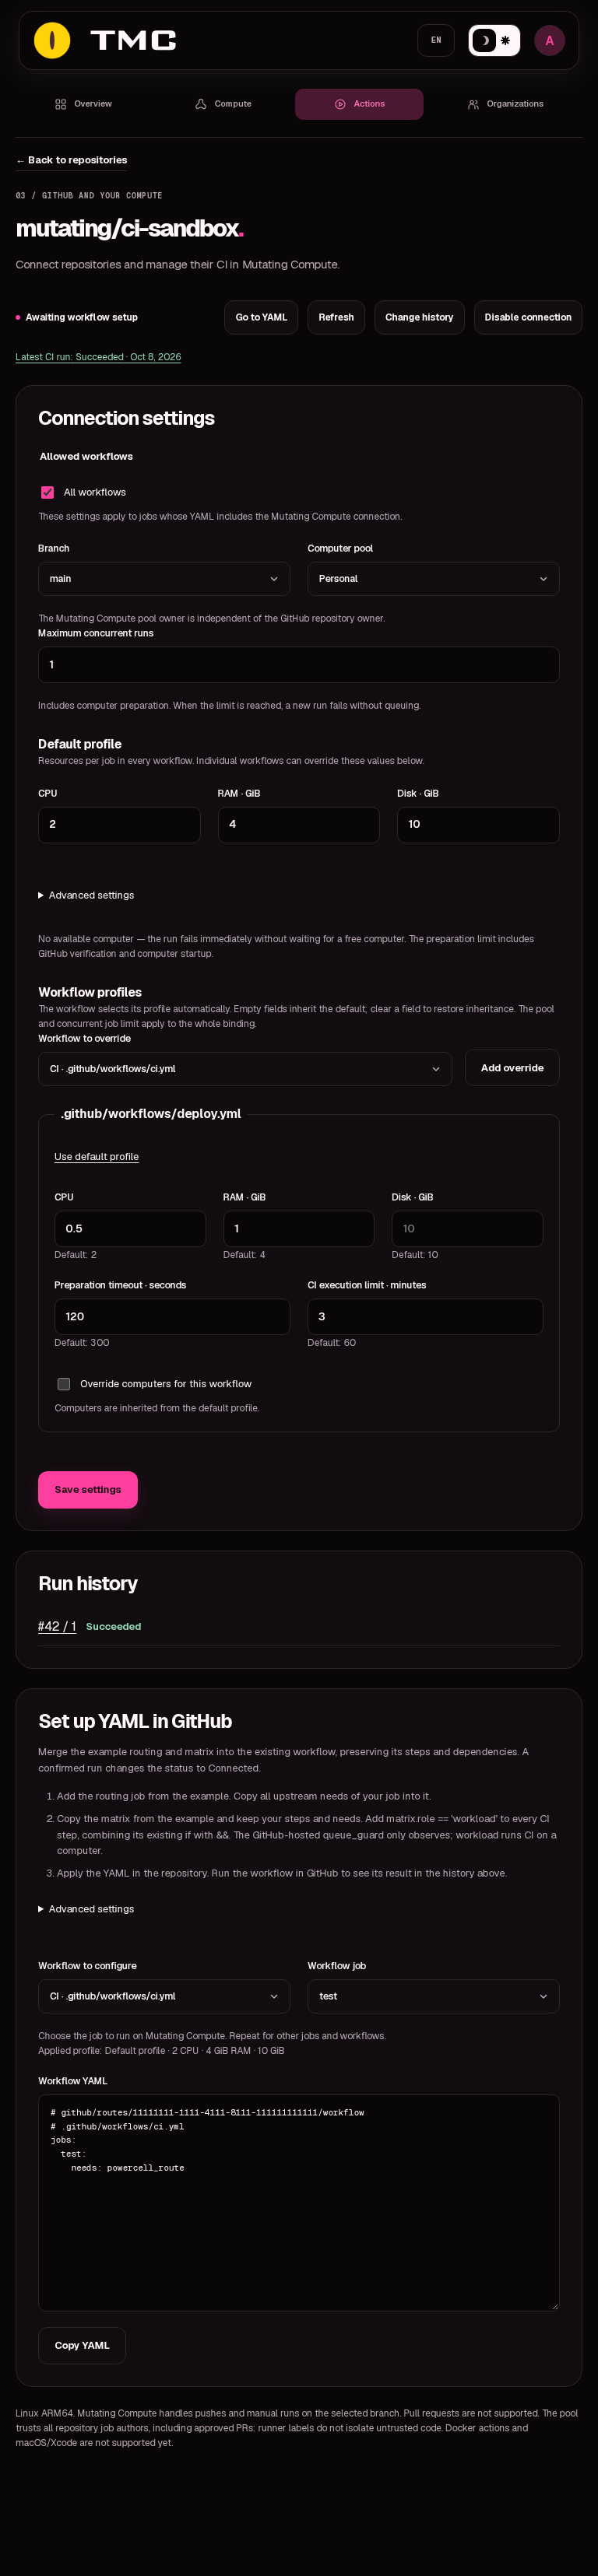 TMC
EN
A
Overview
Compute
Actions
Organizations
← Back to repositories
03 / GITHUB AND YOUR COMPUTE
mutating/ci-sandbox.
Connect repositories and manage their CI in Mutating Compute.
Awaiting workflow setup
Go to YAML
Refresh
Change history
Disable connection
Latest CI run: Succeeded · Oct 8, 2026
Connection settings
Allowed workflows
All workflows
These settings apply to jobs whose YAML includes the Mutating Compute connection.
Branch
Computer pool
main
Personal
The Mutating Compute pool owner is independent of the GitHub repository owner.
Maximum concurrent runs
1
Includes computer preparation. When the limit is reached, a new run fails without queuing.
Default profile
Resources per job in every workflow. Individual workflows can override these values below.
CPU
RAM · GiB
Disk · GiB
2
4
10
Advanced settings
No available computer — the run fails immediately without waiting for a free computer. The preparation limit includes
GitHub verification and computer startup.
Workflow profiles
The workflow selects its profile automatically. Empty fields inherit the default; clear a field to restore inheritance. The pool
and concurrent job limit apply to the whole binding.
Workflow to override
CI · .github/workflows/ci.yml
Add override
.github/workflows/deploy.yml
Use default profile
CPU
RAM · GiB
Disk · GiB
0.5
1
10
Default: 2
Default: 4
Default: 10
Preparation timeout · seconds
CI execution limit · minutes
120
3
Default: 300
Default: 60
Override computers for this workflow
Computers are inherited from the default profile.
Save settings
Run history
#42 / 1
Succeeded
Set up YAML in GitHub
Merge the example routing and matrix into the existing workflow, preserving its steps and dependencies. A
confirmed run changes the status to Connected.
1. Add the routing job from the example. Copy all upstream needs of your job into it.
2. Copy the matrix from the example and keep your steps and needs. Add matrix.role == 'workload' to every CI
step, combining its existing if with &&. The GitHub-hosted queue_guard only observes; workload runs CI on a
computer.
3. Apply the YAML in the repository. Run the workflow in GitHub to see its result in the history above.
Advanced settings
Workflow to configure
Workflow job
CI · .github/workflows/ci.yml
test
Choose the job to run on Mutating Compute. Repeat for other jobs and workflows.
Applied profile: Default profile · 2 CPU · 4 GiB RAM · 10 GiB
Workflow YAML
# github/routes/11111111-1111-4111-8111-111111111111/workflow
# .github/workflows/ci.yml
jobs:
  test:
    needs: powercell_route
Copy YAML
Linux ARM64. Mutating Compute handles pushes and manual runs on the selected branch. Pull requests are not supported. The pool
trusts all repository job authors, including approved PRs: runner labels do not isolate untrusted code. Docker actions and
macOS/Xcode are not supported yet.